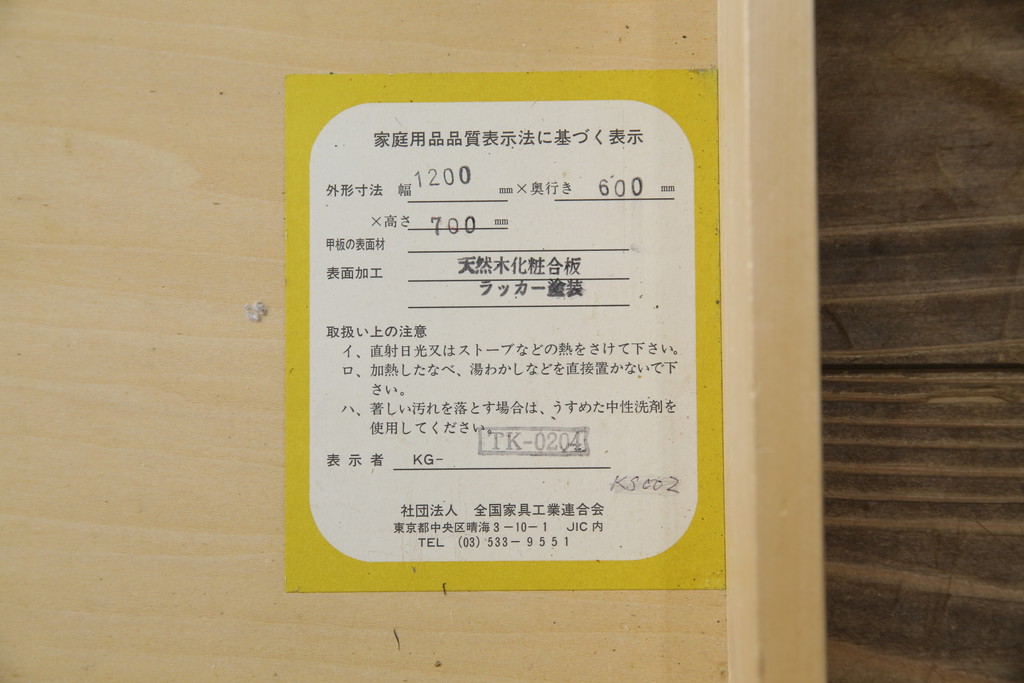 家庭用品品質表示法に基づく表示
外形寸法 幅 1200 ㎜×奥行き 600 ㎜
×高さ 700 ㎜
甲板の表面材
天然木化粧合板
表面加工
ラッカー塗装
取扱い上の注意
イ、直射日光又はストーブなどの熱をさけて下さい。
ロ、加熱したなべ、湯わかしなどを直接置かないで下
さい。
ハ、著しい汚れを落とす場合は、うすめた中性洗剤を
使用してください。
TK-0204
表示者 KG-
KS002
社団法人 全国家具工業連合会
東京都中央区晴海3-10-1 JIC内
TEL (03)533-9551